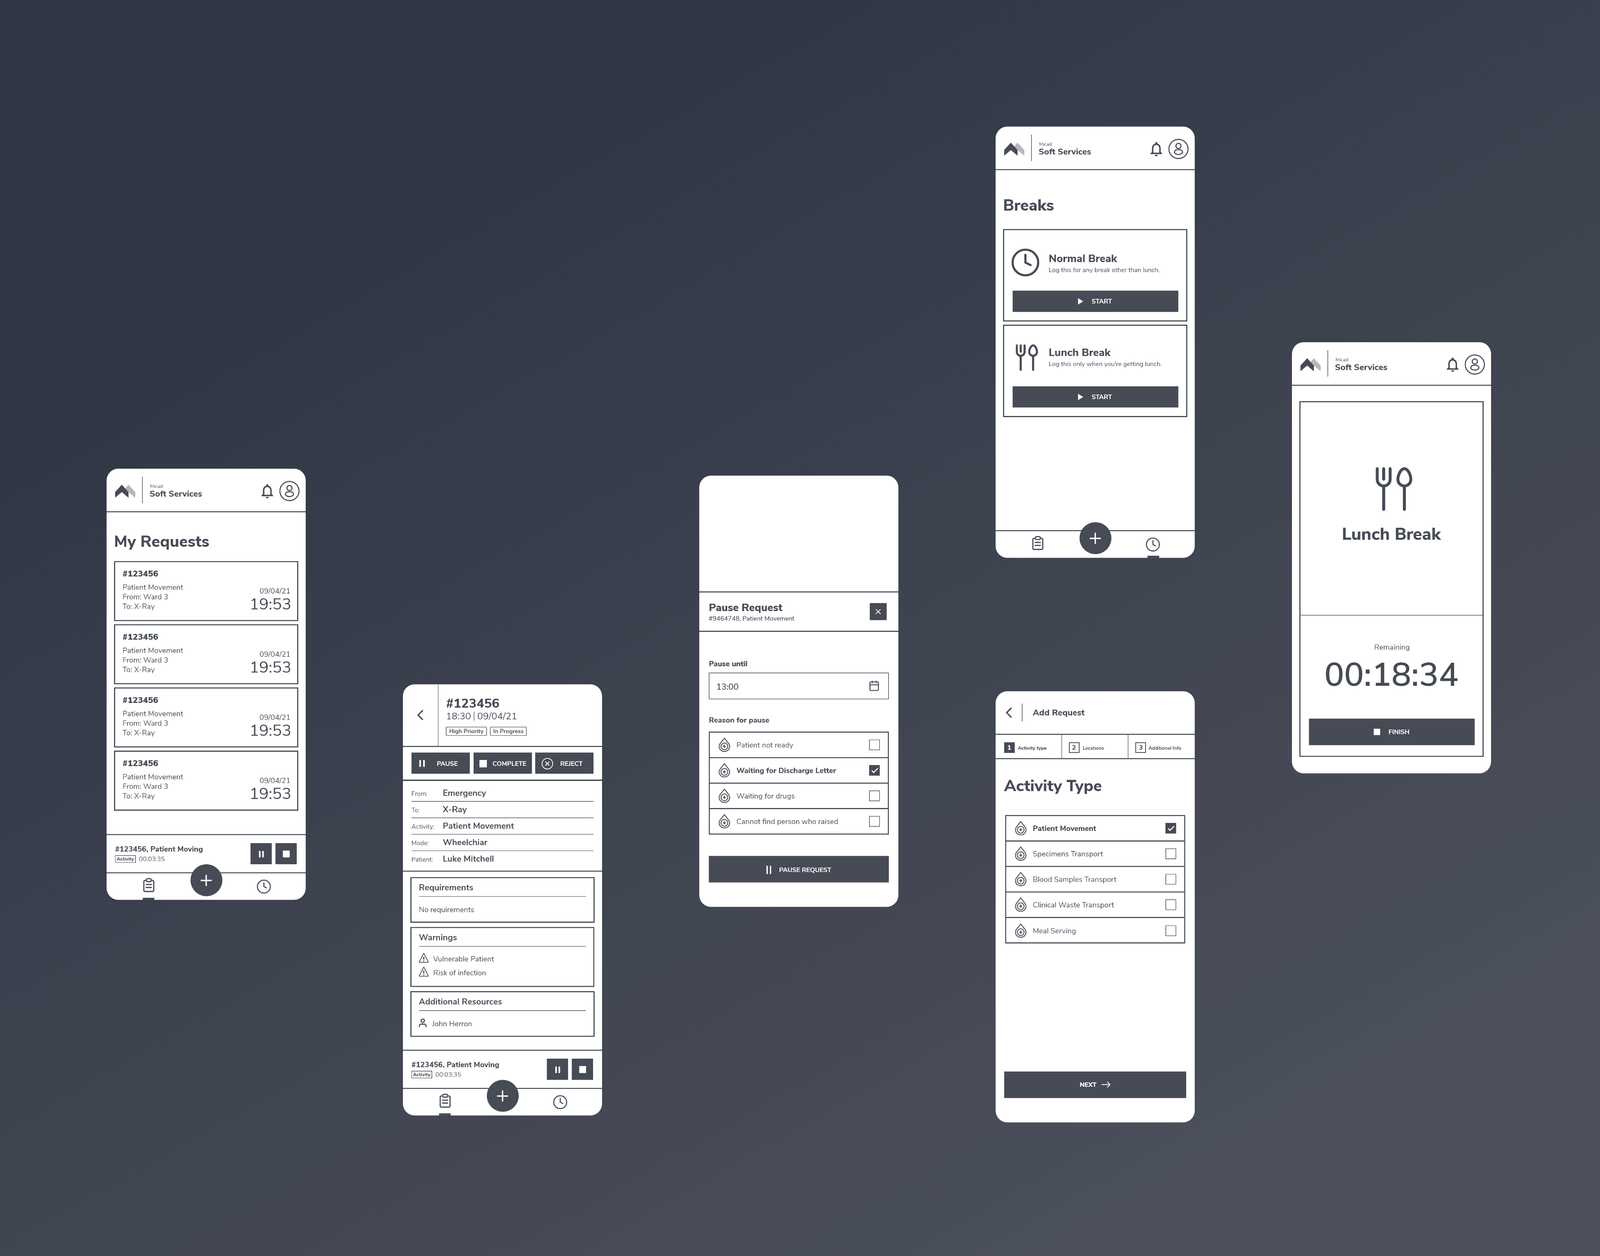 Micad
Soft Services
My Requests
#123456
Patient Movement
From: Ward 3
To: X-Ray
09/04/21
19:53
#123456
Patient Movement
From: Ward 3
To: X-Ray
09/04/21
19:53
#123456
Patient Movement
From: Ward 3
To: X-Ray
09/04/21
19:53
#123456
Patient Movement
From: Ward 3
To: X-Ray
09/04/21
19:53
#123456, Patient Moving
Activity 00:03:35
#123456
18:30 | 09/04/21
High Priority In Progress
PAUSE COMPLETE REJECT
From: Emergency
To: X-Ray
Activity: Patient Movement
Mode: Wheelchiar
Patient: Luke Mitchell
Requirements
No requirements
Warnings
Vulnerable Patient
Risk of infection
Additional Resources
John Herron
#123456, Patient Moving
Activity 00:03:35
Pause Request
#9464748, Patient Movement
Pause until
13:00
Reason for pause
Patient not ready
Waiting for Discharge Letter
Waiting for drugs
Cannot find person who raised
PAUSE REQUEST
Micad
Soft Services
Breaks
Normal Break
Log this for any break other than lunch.
START
Lunch Break
Log this only when you're getting lunch.
START
Add Request
1 Activity type 2 Locations 3 Additional Info
Activity Type
Patient Movement
Specimens Transport
Blood Samples Transport
Clinical Waste Transport
Meal Serving
NEXT
Micad
Soft Services
Lunch Break
Remaining
00:18:34
FINISH